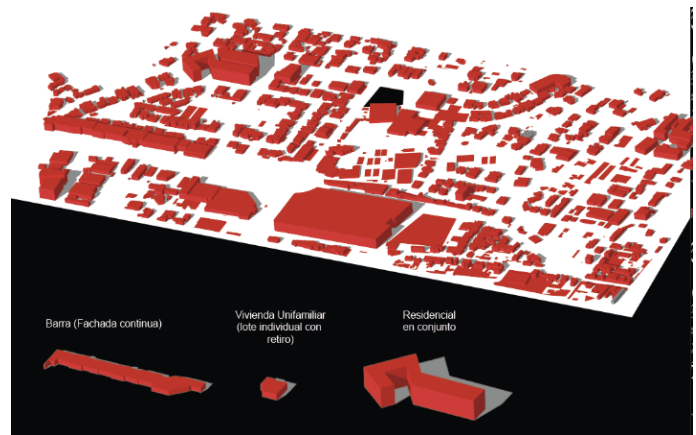 Barra (Fachada continua)
Vivienda Unifamiliar
(lote individual con
retiro)
Residencial
en conjunto